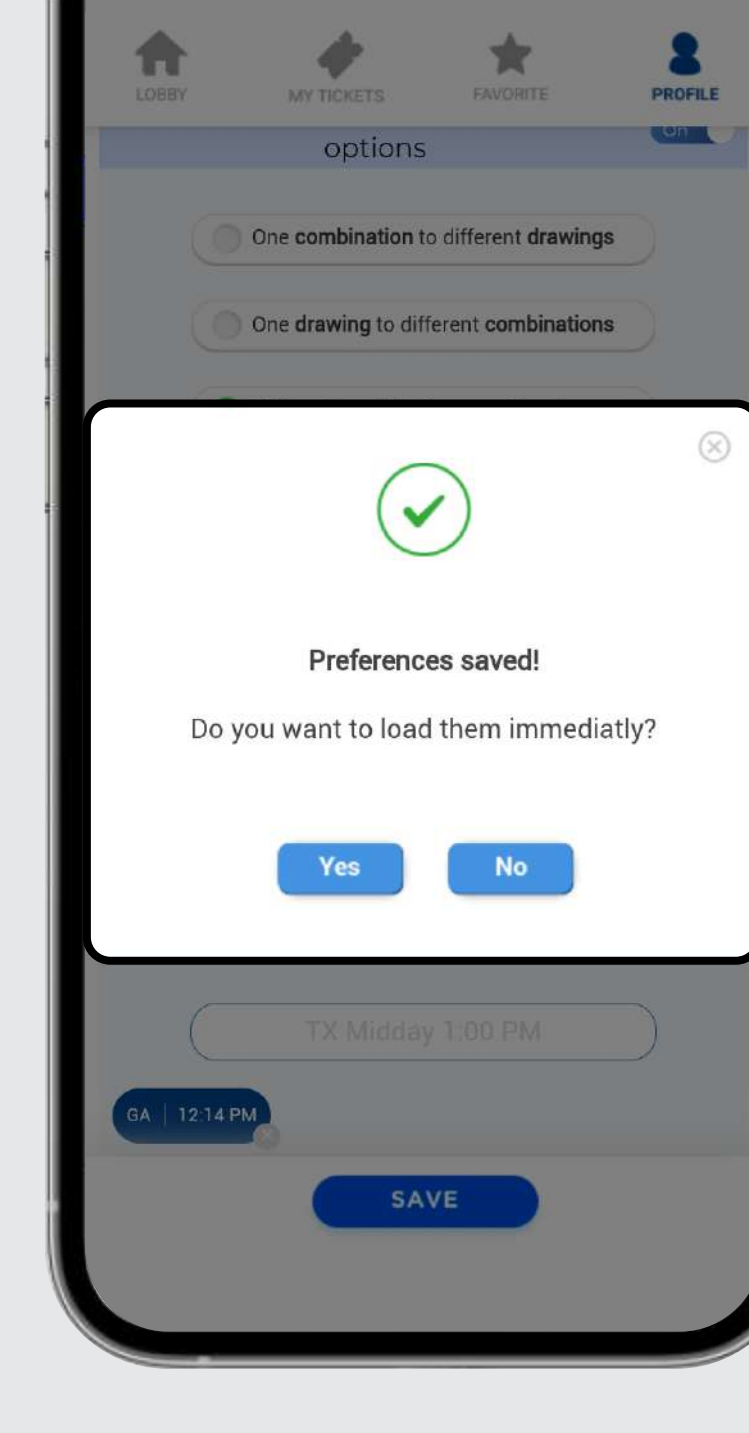 LOBBY
MY TICKETS
FAVORITE
PROFILE
options
On
One combination to different drawings
One drawing to different combinations
Preferences saved!
Do you want to load them immediatly?
Yes
No
TX Midday 1:00 PM
GA | 12:14 PM
SAVE